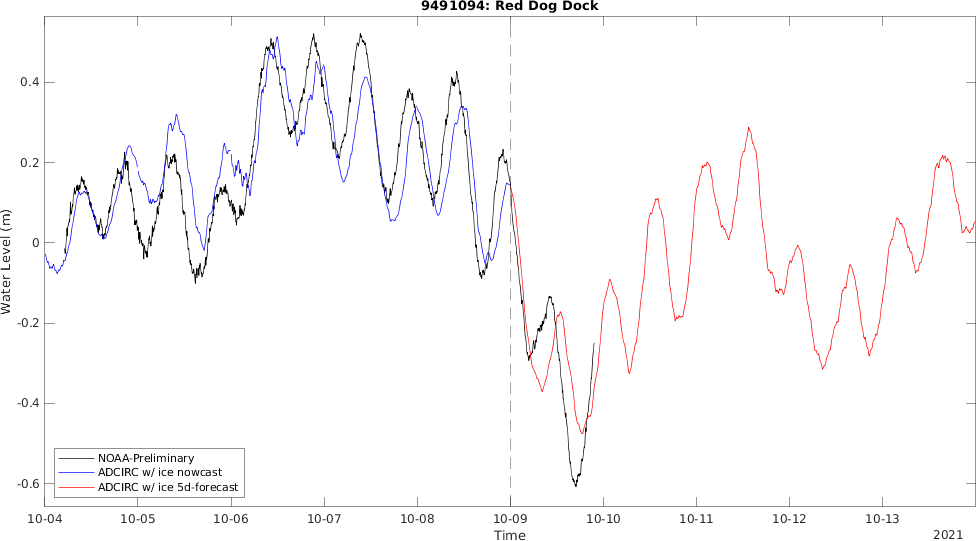 9491094: Red Dog Dock
Water Level (m)
0.4
0.2
0
-0.2
-0.4
-0.6
NOAA-Preliminary
ADCIRC w/ ice nowcast
ADCIRC w/ ice 5d-forecast
10-04 10-05 10-06 10-07 10-08 10-09 10-10 10-11 10-12 10-13
Time
2021